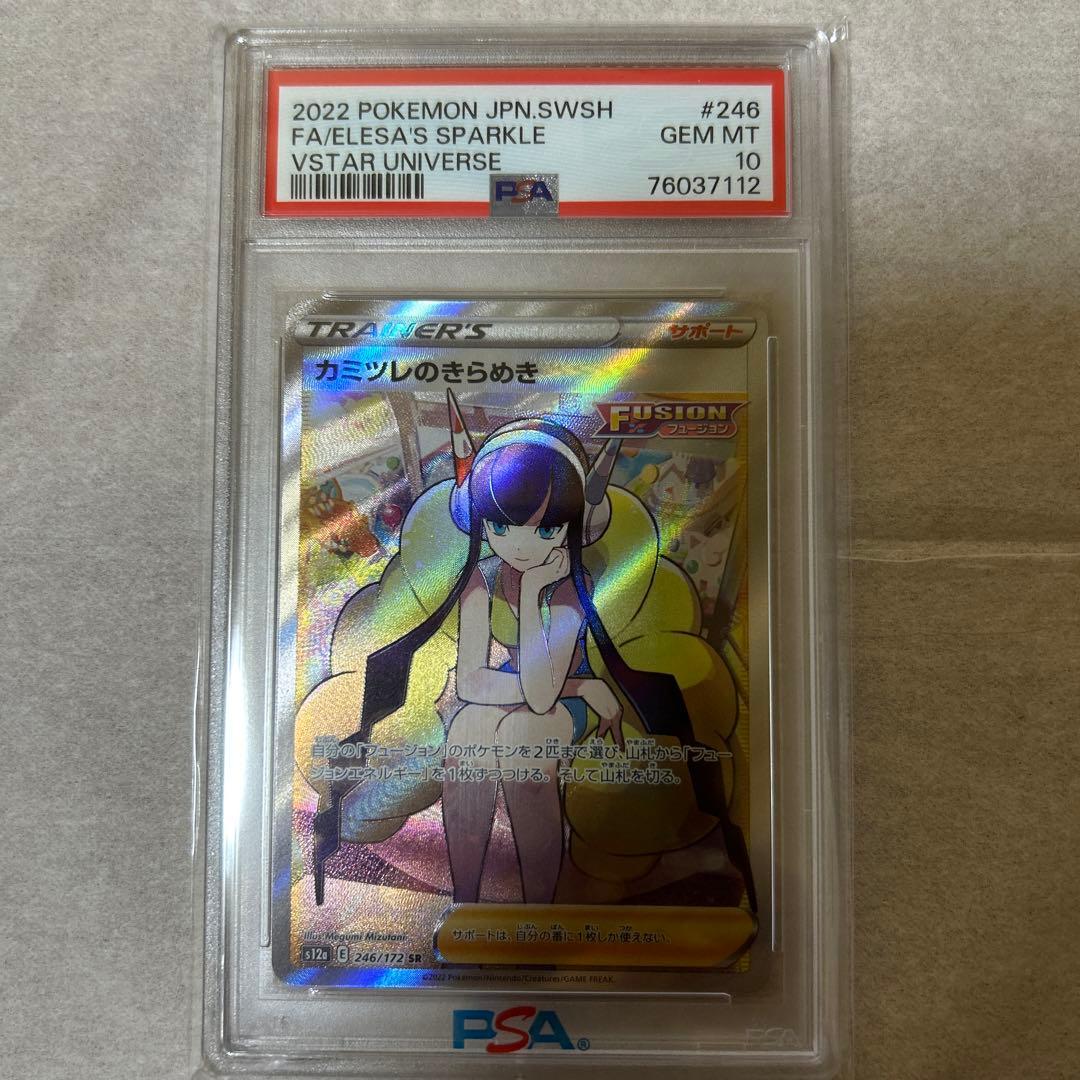 2022 POKEMON JPN.SWSH #246
FA/ELESA'S SPARKLE GEM MT
VSTAR UNIVERSE 10
76037112
PSA
TRAINER'S サポート
カミツレのきらめき
FUSION
フュージョン
自分の「フュージョン」のポケモンを2匹まで選び、山札から「フュー
ジョンエネルギー」を1枚ずつつける。そして山札を切る。
Illus. Megumi Mizutani
サポートは、自分の番に1枚しか使えない。
s12a E 246/172 SR
©2022 Pokémon/Nintendo/Creatures/GAME FREAK.
PSA®
PSA